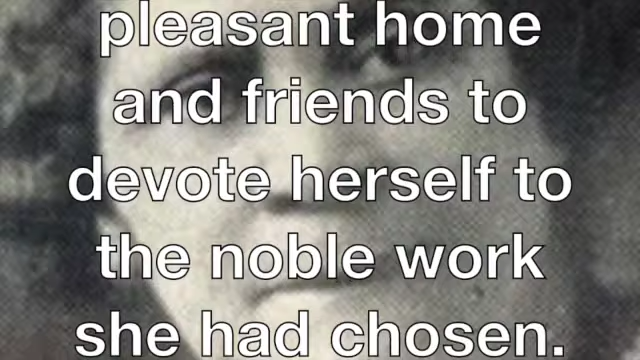 pleasant home
and friends to
devote herself to
the noble work
she had chosen.